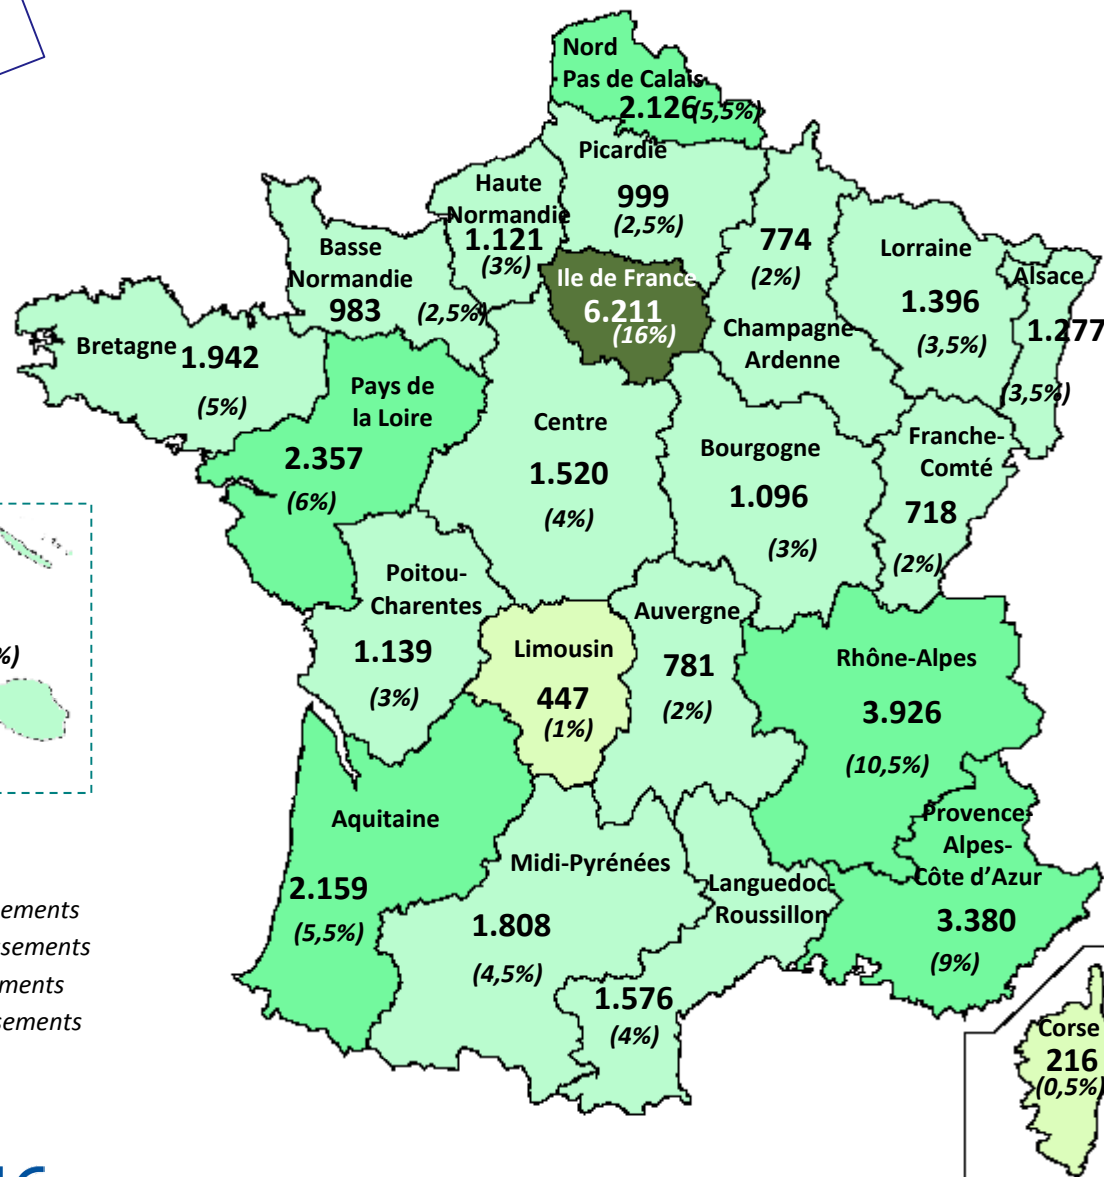 Nord
Pas de Calais
2.126 (5,5%)
Picardie
999
(2,5%)
Haute
Normandie
1.121
(3%)
Basse
Normandie
983 (2,5%)
Ile de France
6.211
(16%)
774
(2%)
Champagne
Ardenne
Lorraine
1.396
(3,5%)
Alsace
1.277
(3,5%)
Bretagne 1.942
(5%)
Pays de
la Loire
2.357
(6%)
Centre
1.520
(4%)
Bourgogne
1.096
(3%)
Franche-
Comté
718
(2%)
Poitou-
Charentes
1.139
(3%)
Limousin
447
(1%)
Auvergne
781
(2%)
Rhône-Alpes
3.926
(10,5%)
Aquitaine
2.159
(5,5%)
Midi-Pyrénées
1.808
(4,5%)
Languedoc-
Roussillon
1.576
(4%)
Provence-
Alpes-
Côte d’Azur
3.380
(9%)
Corse
216
(0,5%)
%)